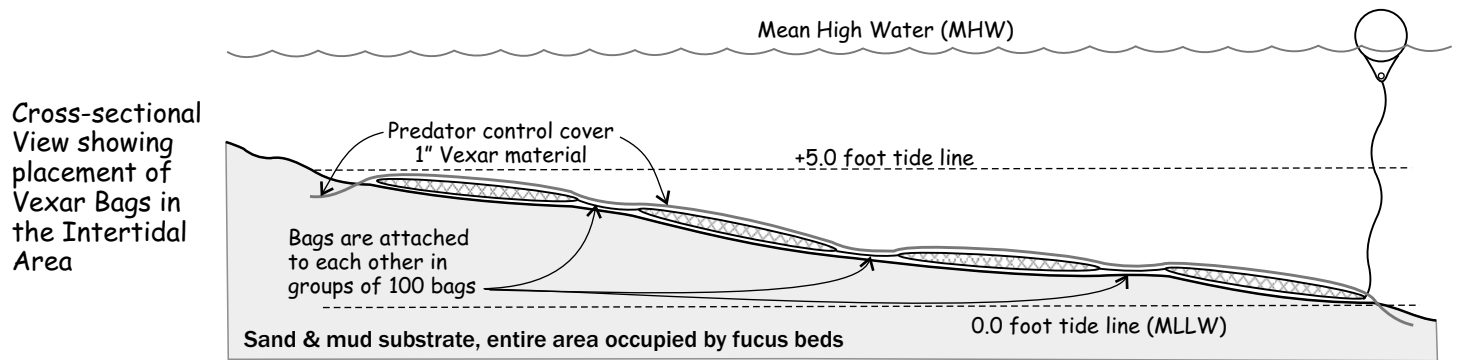 Mean High Water (MHW)
Cross-sectional
View showing
placement of
Vexar Bags in
the Intertidal
Area
Predator control cover
1” Vexar material
+5.0 foot tide line
Bags are attached
to each other in
groups of 100 bags
0.0 foot tide line (MLLW)
Sand & mud substrate, entire area occupied by fucus beds